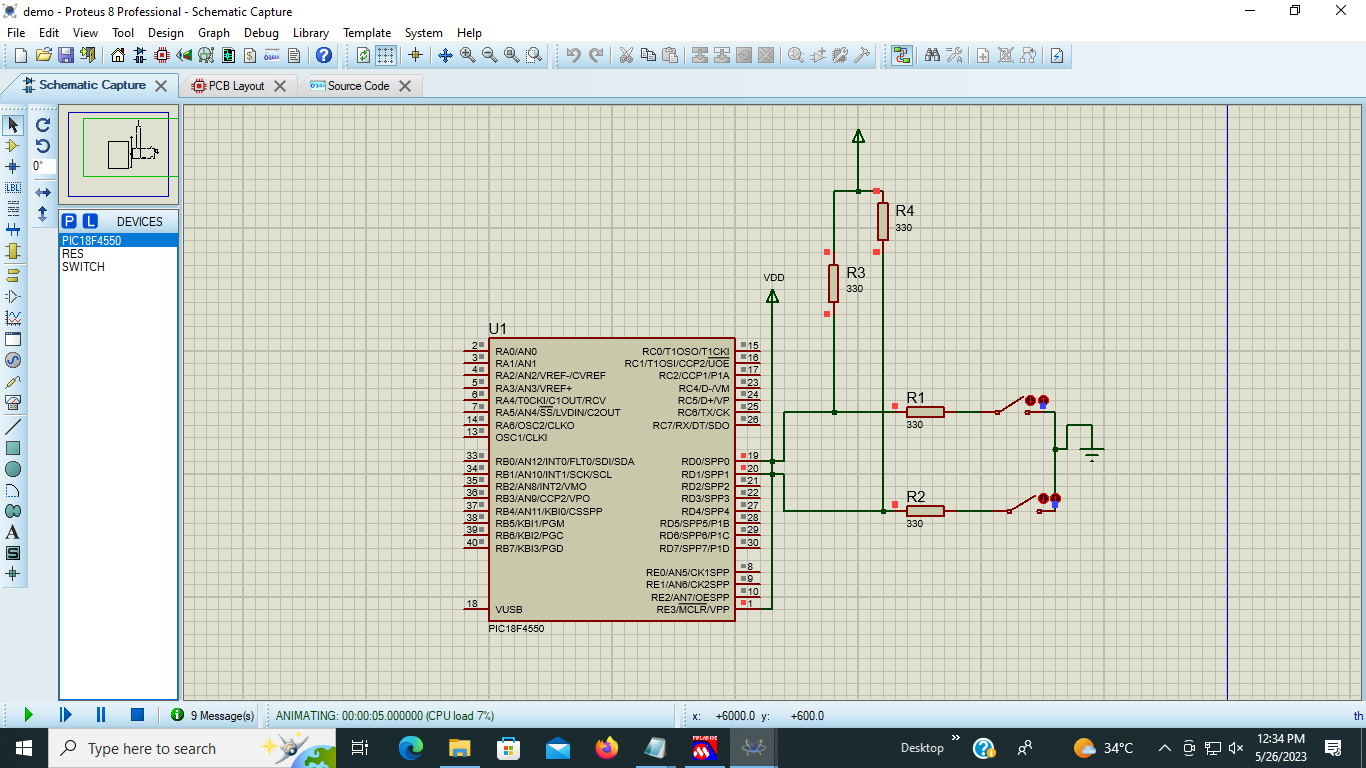 demo - Proteus 8 Professional - Schematic Capture
File Edit View Tool Design Graph Debug Library Template System Help
Schematic Capture
PCB Layout
Source Code
0°
LBL
P L DEVICES
PIC18F4550
RES
SWITCH
A
S
R4
330
R3
330
VDD
U1
2 RA0/AN0
3 RA1/AN1
4 RA2/AN2/VREF-/CVREF
5 RA3/AN3/VREF+
6 RA4/T0CKI/C1OUT/RCV
7 RA5/AN4/SS/LVDIN/C2OUT
14 RA6/OSC2/CLKO
13 OSC1/CLKI
33 RB0/AN12/INT0/FLT0/SDI/SDA
34 RB1/AN10/INT1/SCK/SCL
35 RB2/AN8/INT2/VMO
36 RB3/AN9/CCP2/VPO
37 RB4/AN11/KBI0/CSSPP
38 RB5/KBI1/PGM
39 RB6/KBI2/PGC
40 RB7/KBI3/PGD
18 VUSB
RC0/T1OSO/T1CKI 15
RC1/T1OSI/CCP2/UOE 16
RC2/CCP1/P1A 17
RC4/D-/VM 23
RC5/D+/VP 24
RC6/TX/CK 25
RC7/RX/DT/SDO 26
RD0/SPP0 19
RD1/SPP1 20
RD2/SPP2 21
RD3/SPP3 22
RD4/SPP4 27
RD5/SPP5/P1B 28
RD6/SPP6/P1C 29
RD7/SPP7/P1D 30
RE0/AN5/CK1SPP 8
RE1/AN6/CK2SPP 9
RE2/AN7/OESPP 10
RE3/MCLR/VPP 1
PIC18F4550
R1
330
R2
330
9 Message(s)
ANIMATING: 00:00:05.000000 (CPU load 7%)
x: +6000.0 y: +600.0
th
Type here to search
Desktop
34°C
12:34 PM
5/26/2023